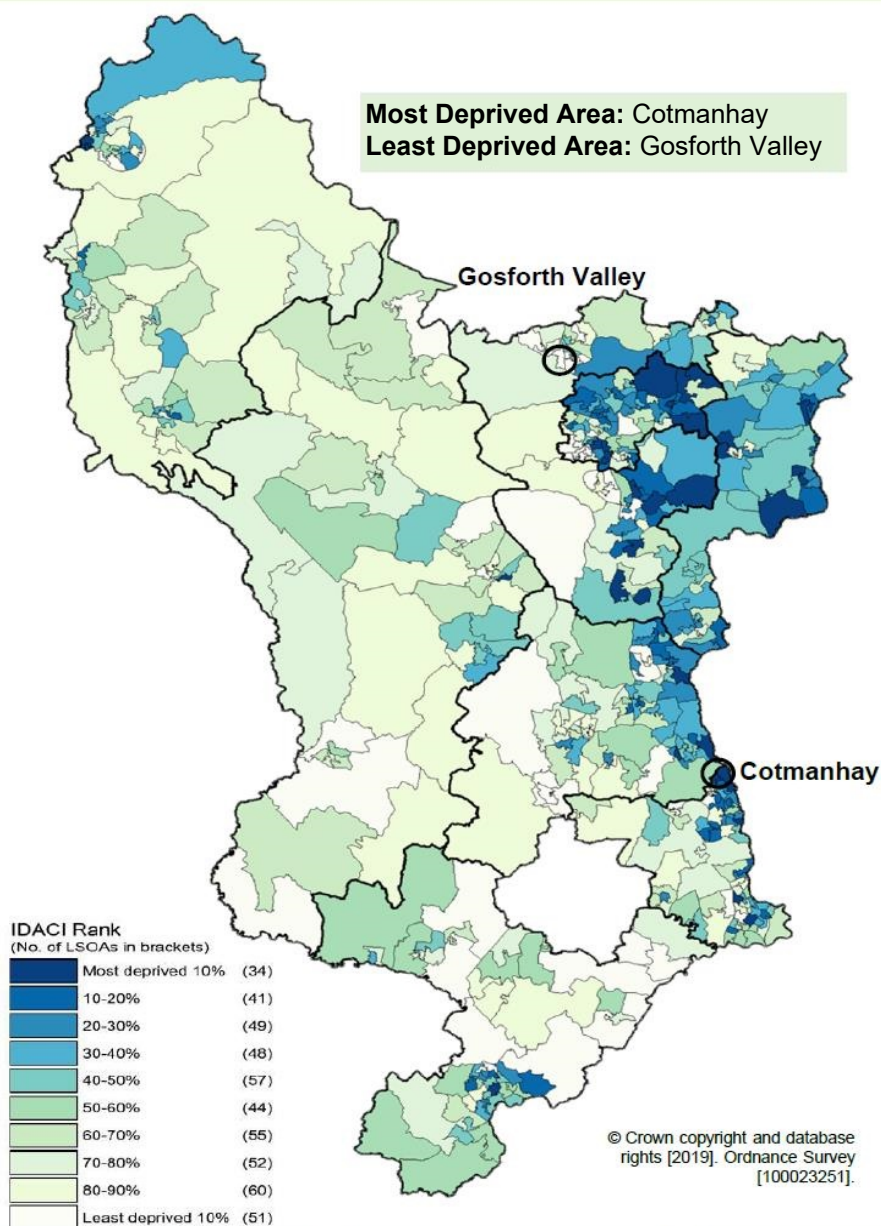 Most Deprived Area: Cotmanhay
Least Deprived Area: Gosforth Valley
Gosforth Valley
Cotmanhay
IDACI Rank
(No. of LSOAs in brackets)
Most deprived 10% (34)
10-20% (41)
20-30% (49)
30-40% (48)
40-50% (57)
50-60% (44)
60-70% (55)
70-80% (52)
80-90% (60)
Least deprived 10% (51)
© Crown copyright and database
rights [2019]. Ordnance Survey
[100023251].